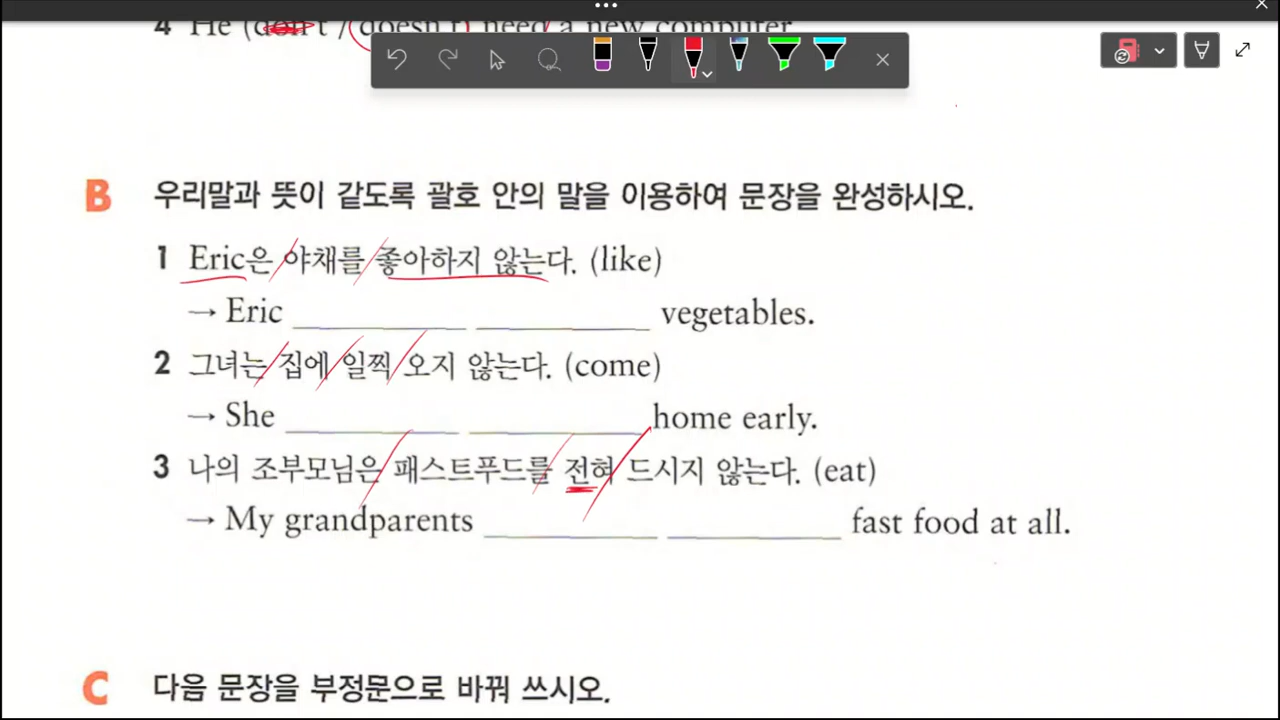 4 He (don't / doesn't) need a new computer
B 우리말과 뜻이 같도록 괄호 안의 말을 이용하여 문장을 완성하시오.
1 Eric은 야채를 좋아하지 않는다. (like)
→ Eric vegetables.
2 그녀는 집에 일찍 오지 않는다. (come)
→ She home early.
3 나의 조부모님은 패스트푸드를 전혀 드시지 않는다. (eat)
→ My grandparents fast food at all.
C 다음 문장을 부정문으로 바꿔 쓰시오.